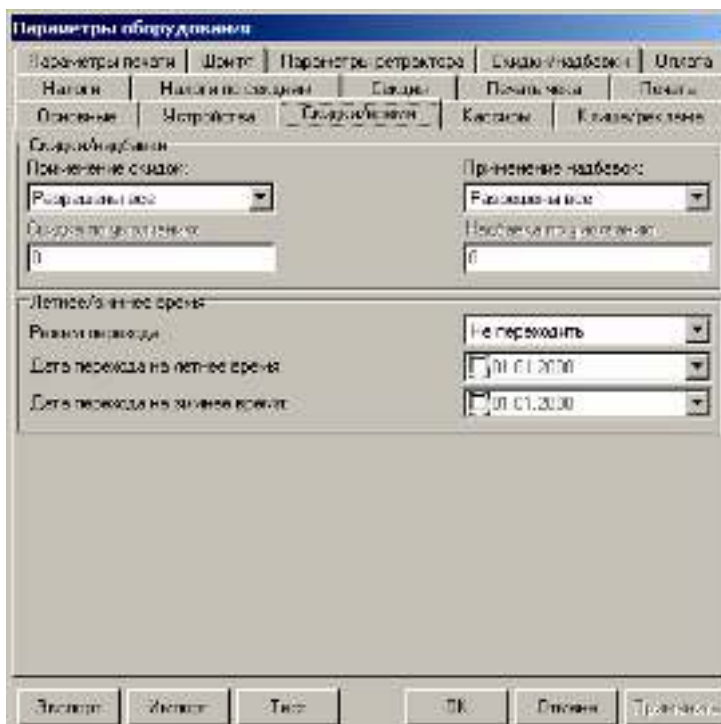 Параметры оборудования
Параметры печати Шрифт Параметры ретрактора Скидки/надбавки Оплата
Налоги Налоги по секциям Секции Печать чека Печать
Основные Устройства Скидки/время Кассиры Клише/реклама
Скидки/надбавки
Применение скидок: Применение надбавок:
Разрешены все Разрешены все
Скидка по умолчанию: Надбавка по умолчанию:
0 0
Летнее/зимнее время
Режим перехода Не переходить
Дата перехода на летнее время 01.01.2000
Дата перехода на зимнее время: 01.01.2000
Экспорт Импорт Тест ОК Отмена Применить